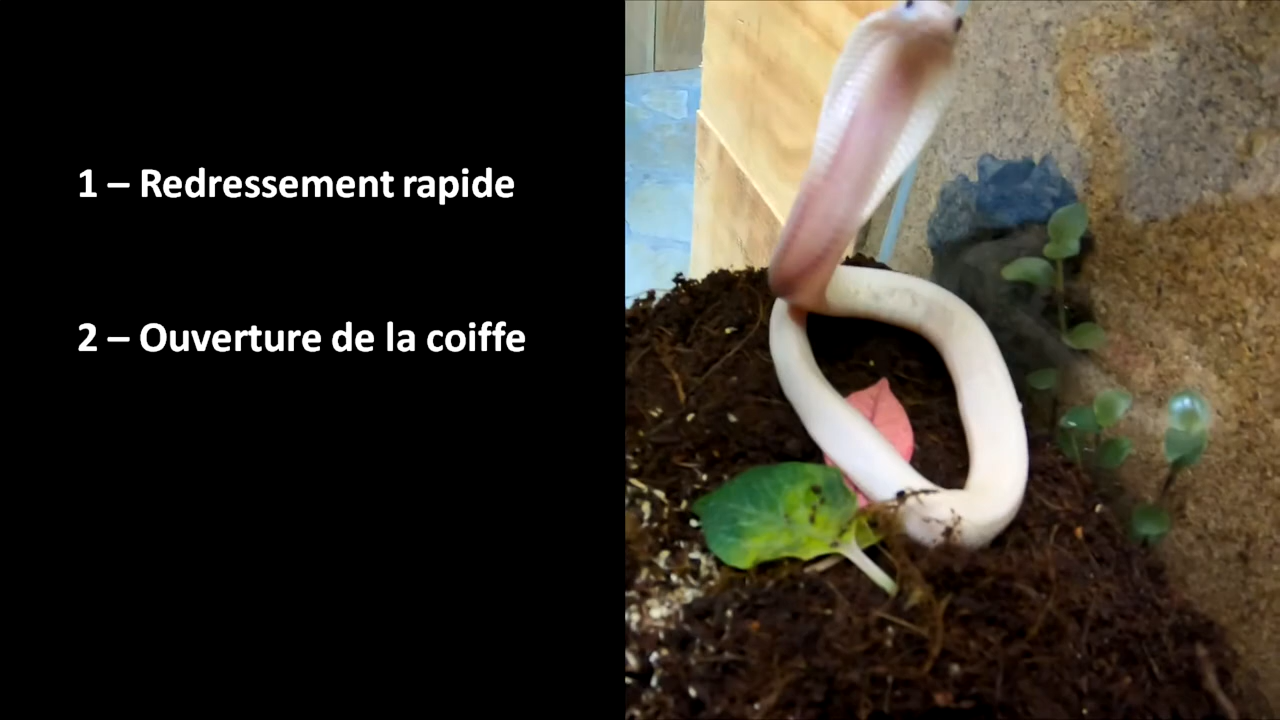 1 – Redressement rapide
2 – Ouverture de la coiffe